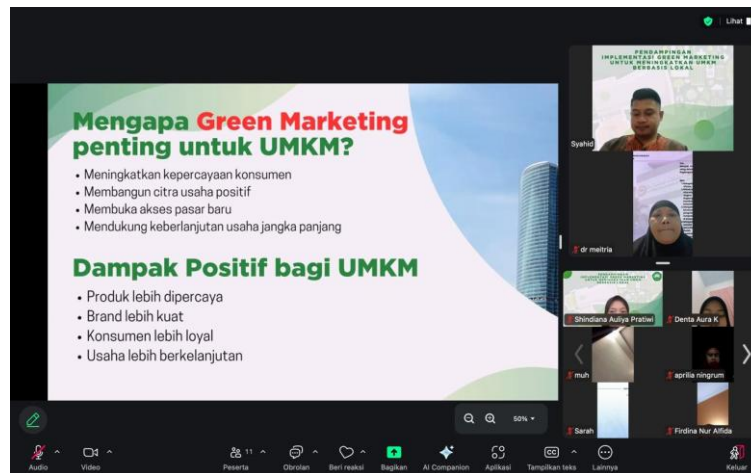 Lihat
Mengapa Green Marketing
penting untuk UMKM?
• Meningkatkan kepercayaan konsumen
• Membangun citra usaha positif
• Membuka akses pasar baru
• Mendukung keberlanjutan usaha jangka panjang
Dampak Positif bagi UMKM
• Produk lebih dipercaya
• Brand lebih kuat
• Konsumen lebih loyal
• Usaha lebih berkelanjutan
PENDAMPINGAN
IMPLEMENTASI GREEN MARKETING
UNTUK MENINGKATKAN UMKM
BERBASIS LOKAL
Syahid
dr meitria
Shindiana Auliya Pratiwi
Denta Aura K
muh
aprilia ningrum
Sarah
Firdina Nur Alfida
50%
Audio
Video
11
Peserta
Obrolan
Beri reaksi
Bagikan
AI Companion
Aplikasi
CC
Tampilkan teks
Lainnya
Keluar